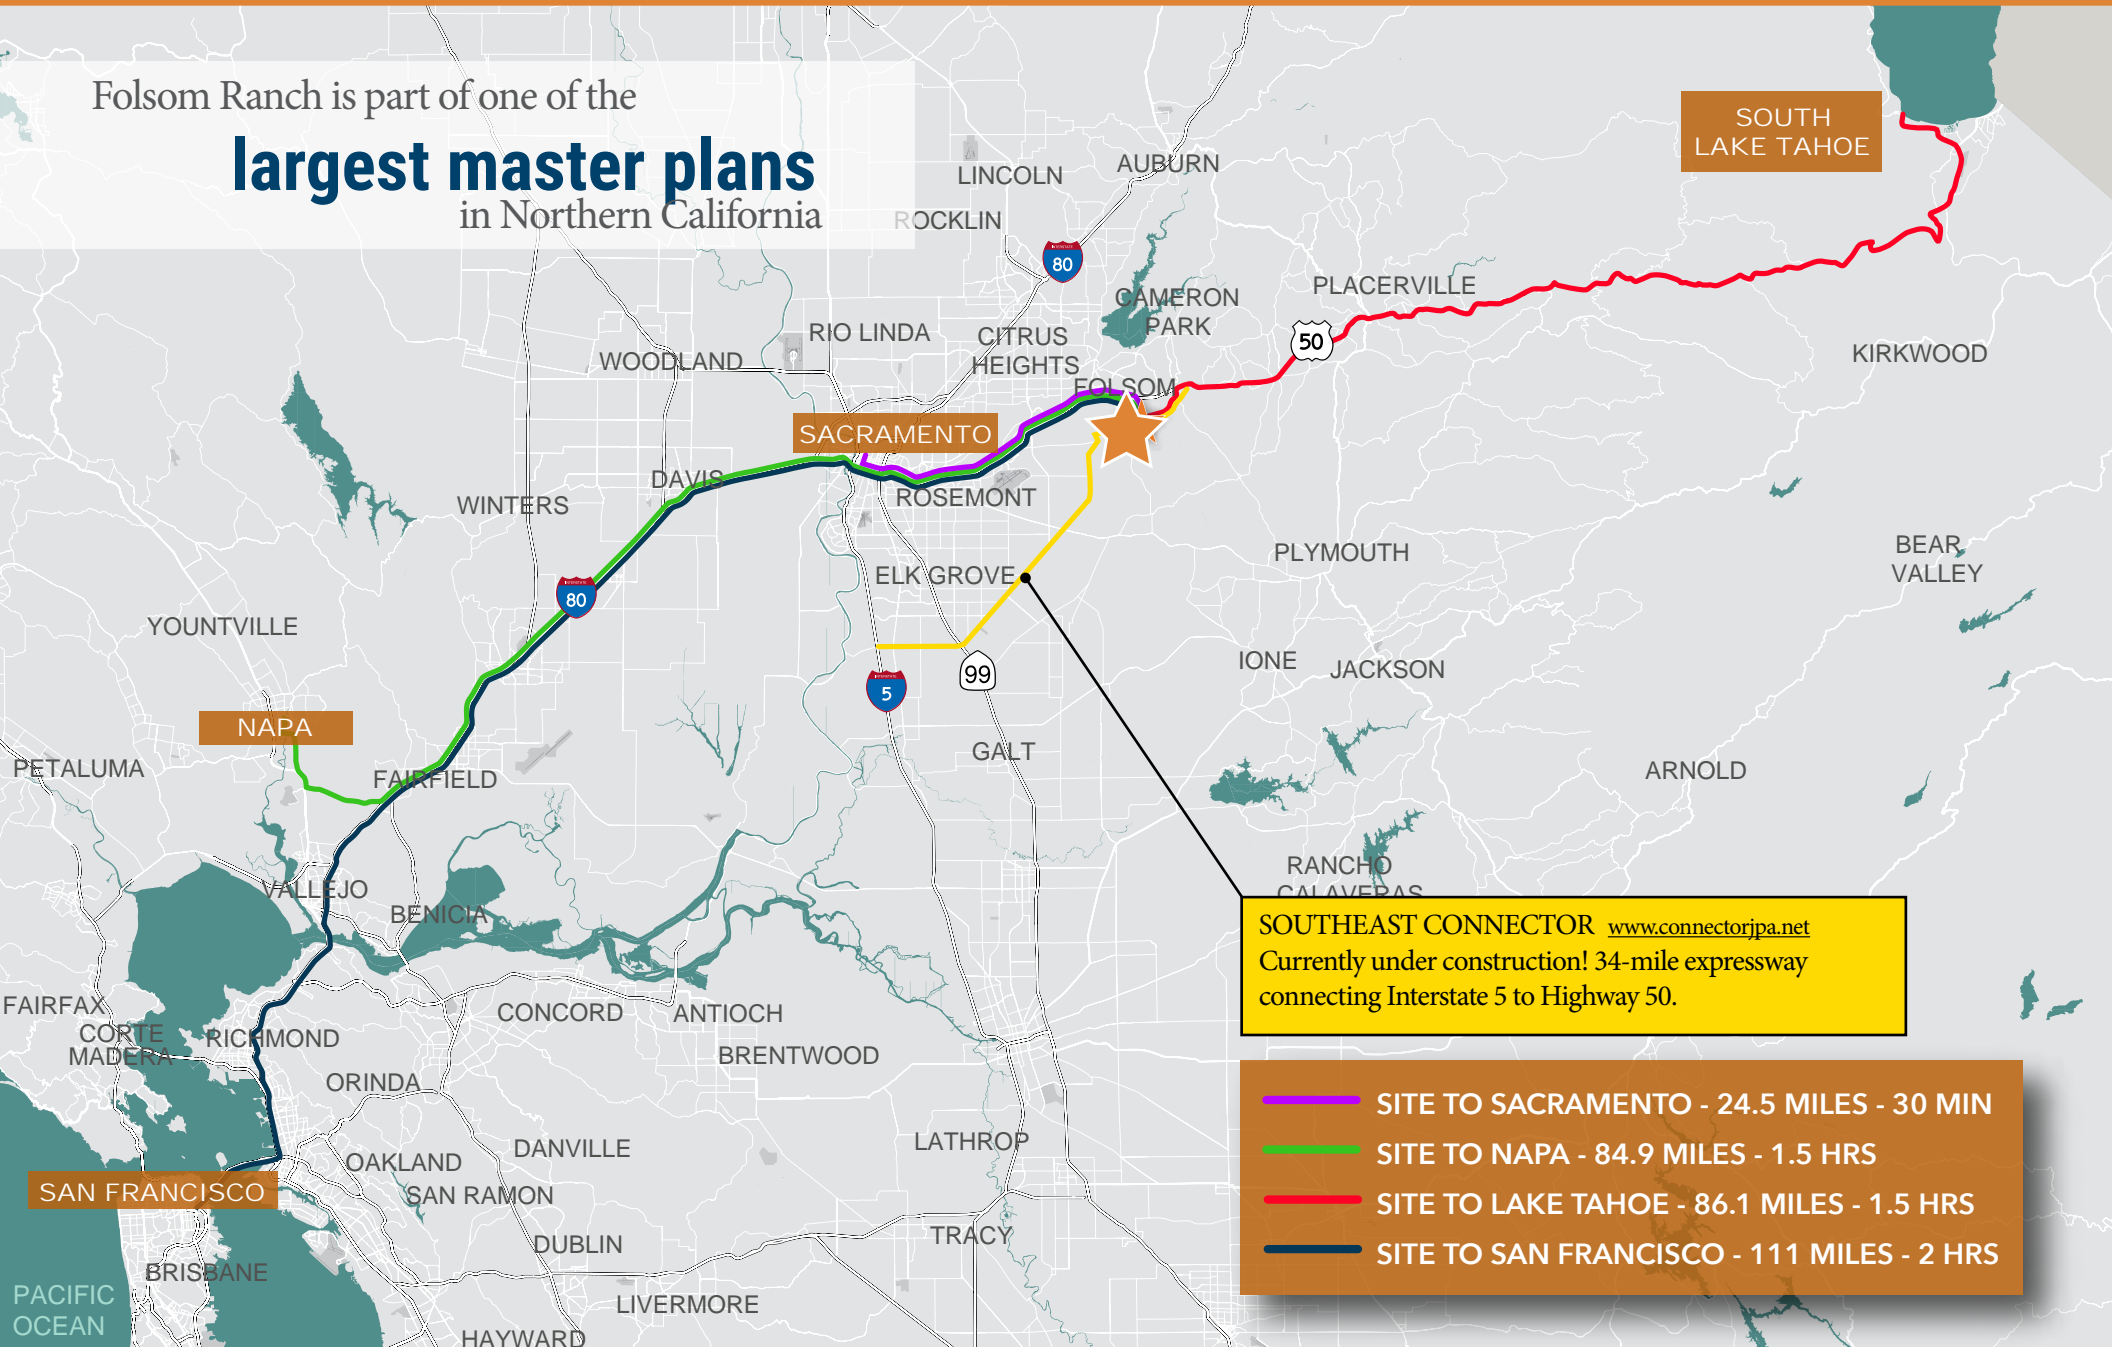 Folsom Ranch is part of one of the
largest master plans
in Northern California
SOUTH
LAKE TAHOE
AUBURN
LINCOLN
ROCKLIN
INTERSTATE
80
CAMERON
PARK
PLACERVILLE
RIO LINDA
CITRUS
HEIGHTS
50
KIRKWOOD
WOODLAND
FOLSOM
SACRAMENTO
DAVIS
WINTERS
ROSEMONT
PLYMOUTH
BEAR
VALLEY
ELK GROVE
INTERSTATE
80
YOUNTVILLE
IONE
JACKSON
99
INTERSTATE
5
NAPA
GALT
PETALUMA
FAIRFIELD
ARNOLD
RANCHO
CALAVERAS
VALLEJO
BENICIA
SOUTHEAST CONNECTOR www.connectorjpa.net
Currently under construction! 34-mile expressway
connecting Interstate 5 to Highway 50.
FAIRFAX
CONCORD
ANTIOCH
CORTE
MADERA
RICHMOND
BRENTWOOD
ORINDA
SITE TO SACRAMENTO - 24.5 MILES - 30 MIN
SITE TO NAPA - 84.9 MILES - 1.5 HRS
SITE TO LAKE TAHOE - 86.1 MILES - 1.5 HRS
SITE TO SAN FRANCISCO - 111 MILES - 2 HRS
LATHROP
DANVILLE
OAKLAND
SAN FRANCISCO
SAN RAMON
TRACY
DUBLIN
BRISBANE
PACIFIC
OCEAN
LIVERMORE
HAYWARD